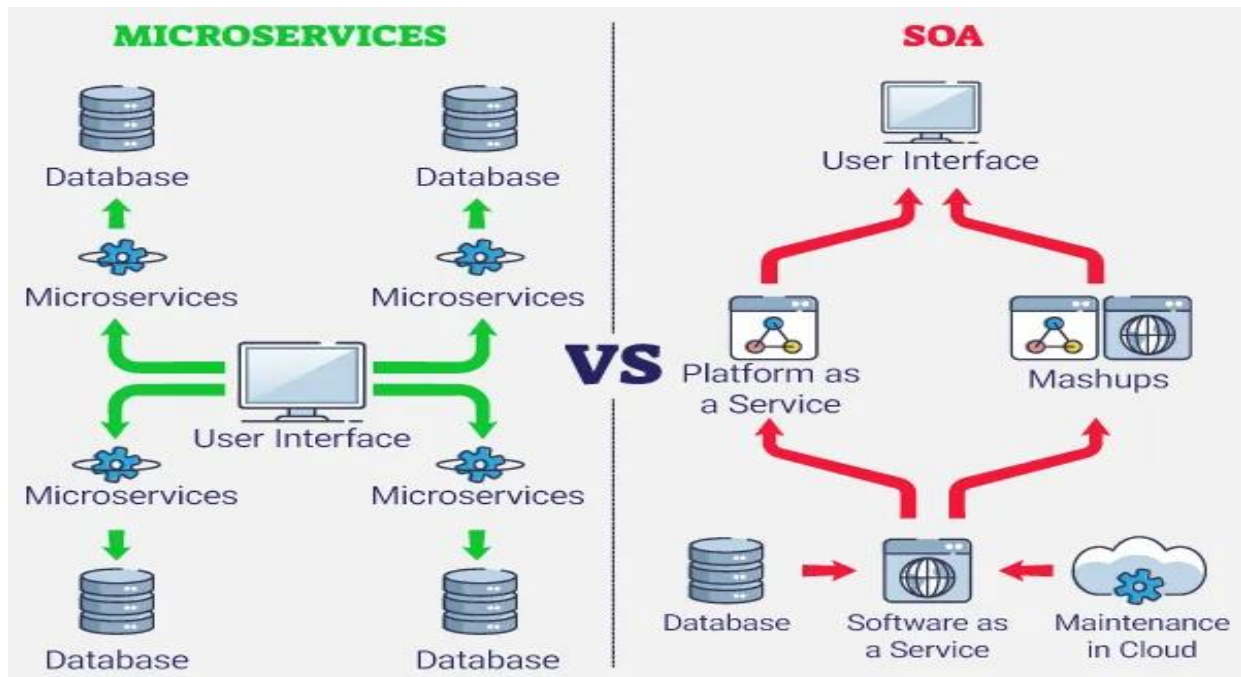 MICROSERVICES
Database
Database
Microservices
Microservices
User Interface
Microservices
Microservices
Database
Database
VS
SOA
User Interface
Platform as
a Service
Mashups
Database
Software as
a Service
Maintenance
in Cloud